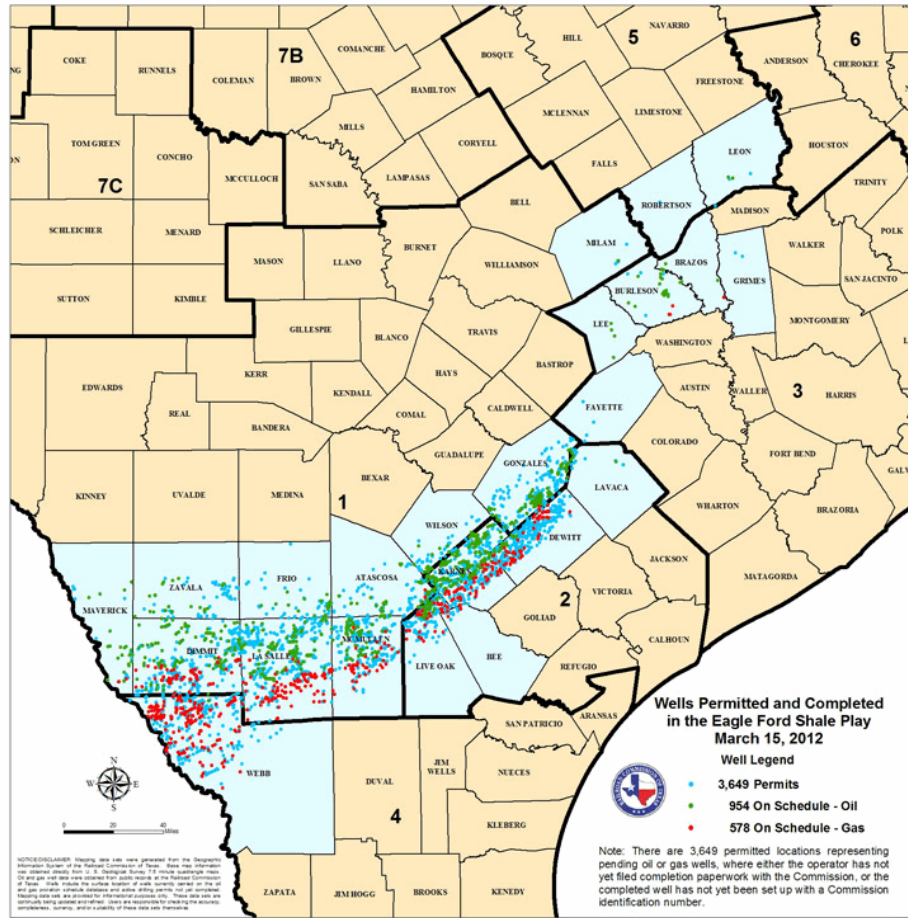 NAVARRO
HILL
BOSQUE
5
6
COKE
RUNNELS
7B
COMANCHE
ANDERSON
CHEROKEE
COLEMAN
BROWN
HAMILTON
FREESTONE
MCLENNAN
LIMESTONE
MILLS
TOM GREEN
CORYELL
CONCHO
FALLS
LEON
HOUSTON
7C
MCCULLOCH
SAN SABA
LAMPASAS
TRINITY
BELL
ROBERTSON
MADISON
SCHLEICHER
MENARD
BURNET
MILAM
WALKER
POLK
MASON
LLANO
WILLIAMSON
BRAZOS
SAN JACINTO
GRIMES
SUTTON
KIMBLE
BURLESON
GILLESPIE
BLANCO
TRAVIS
LEE
MONTGOMERY
WASHINGTON
BASTROP
KERR
HAYS
EDWARDS
AUSTIN
WALLER
3
HARRIS
REAL
KENDALL
CALDWELL
FAYETTE
BANDERA
COMAL
COLORADO
GUADALUPE
FORT BEND
GONZALES
BEXAR
LAVACA
KINNEY
UVALDE
MEDINA
1
WHARTON
BRAZORIA
WILSON
DEWITT
JACKSON
MATAGORDA
ZAVALA
FRIO
ATASCOSA
MAVERICK
2
VICTORIA
GOLIAD
DIMMIT
LA SALLE
MCMULLEN
CALHOUN
LIVE OAK
BEE
REFUGIO
ARANSAS
SAN PATRICIO
WEBB
DUVAL
JIM
WELLS
NUECES
4
KLEBERG
ZAPATA
JIM HOGG
BROOKS
KENEDY
Wells Permitted and Completed
in the Eagle Ford Shale Play
March 15, 2012
Well Legend
3,649 Permits
954 On Schedule - Oil
578 On Schedule - Gas
Note: There are 3,649 permitted locations representing
pending oil or gas wells, where either the operator has not
yet filed completion paperwork with the Commission, or the
completed well has not yet been set up with a Commission
identification number.
N
W E
S
0 20 40
Miles